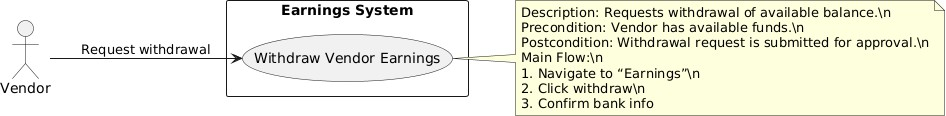 Earnings System
Request withdrawal
Withdraw Vendor Earnings
Vendor
Description: Requests withdrawal of available balance.\n
Precondition: Vendor has available funds.\n
Postcondition: Withdrawal request is submitted for approval.\n
Main Flow:\n
1. Navigate to “Earnings”\n
2. Click withdraw\n
3. Confirm bank info